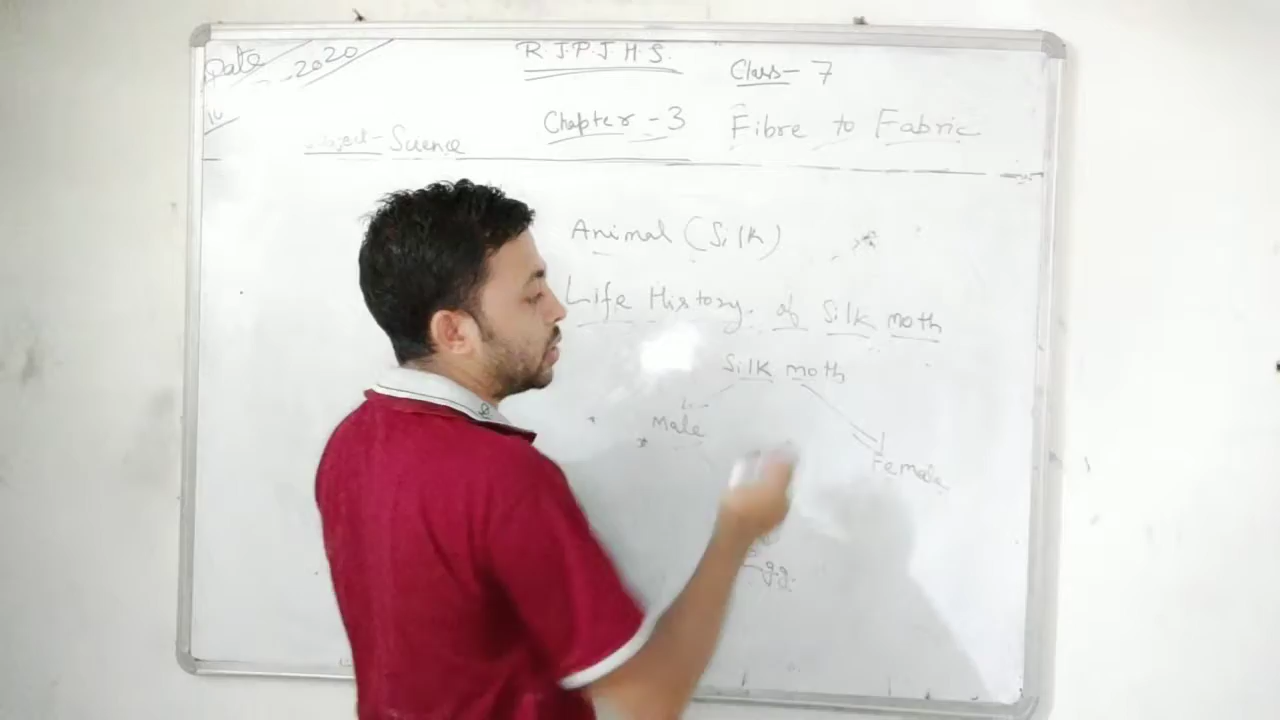 Date
2020
R.J.P.J.H.S.
Class- 7
Chapter - 3 Fibre to Fabric
Science
Animal (Silk)
Life History of Silk moth
Silk moth
Male
Female